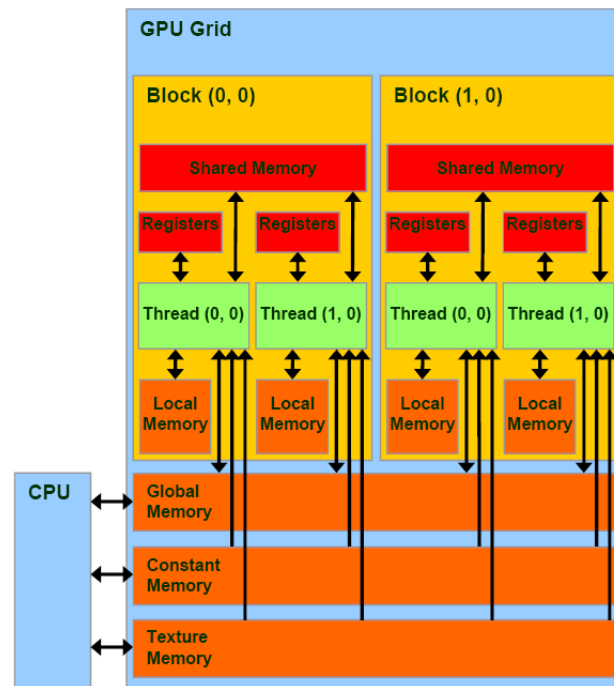 GPU Grid
Block (0, 0)
Block (1, 0)
Shared Memory
Shared Memory
Registers
Registers
Registers
Registers
Thread (0, 0)
Thread (1, 0)
Thread (0, 0)
Thread (1, 0)
Local
Memory
Local
Memory
Local
Memory
Local
Memory
CPU
Global
Memory
Constant
Memory
Texture
Memory